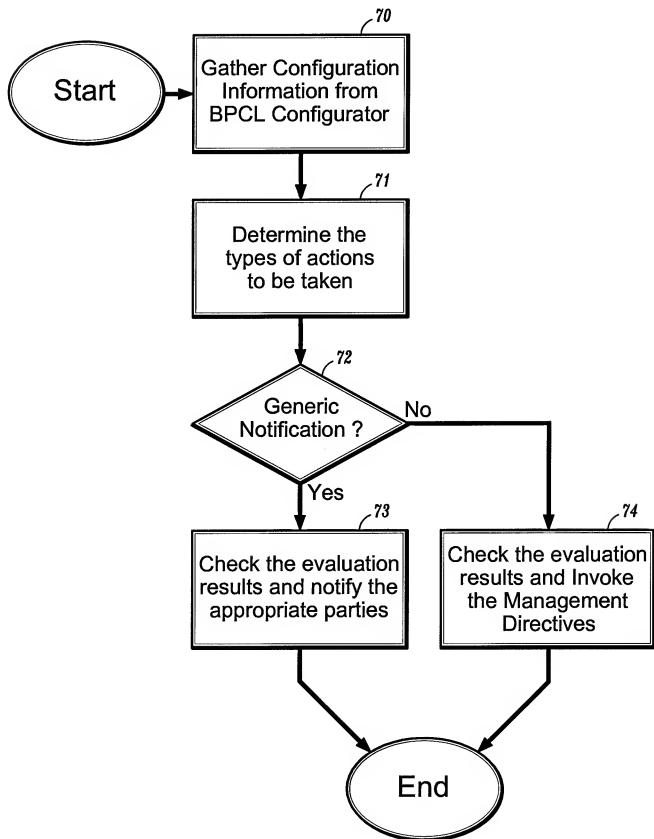 70
Start
Gather Configuration
Information from
BPCL Configurator
71
Determine the
types of actions
to be taken
72
Generic
Notification ?
No
Yes
73
Check the evaluation
results and notify the
appropriate parties
74
Check the evaluation
results and Invoke
the Management
Directives
End